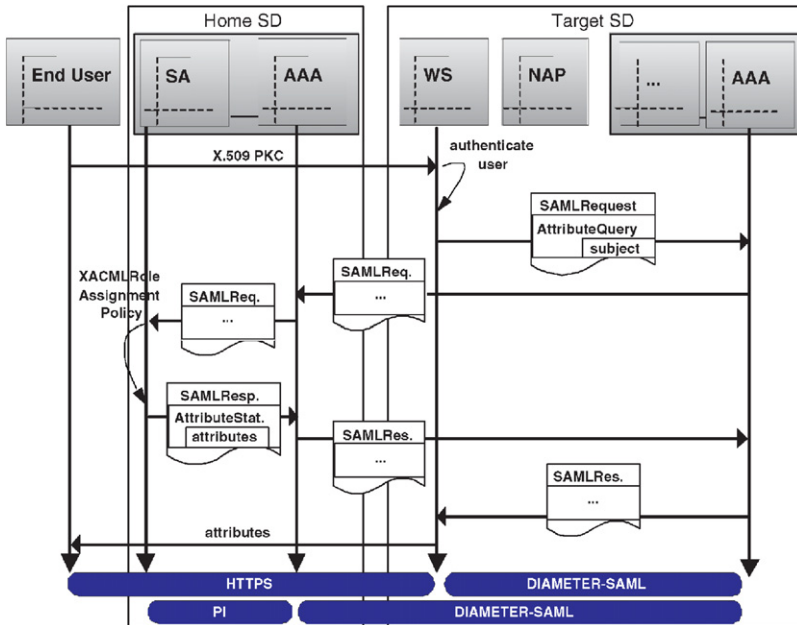 Home SD
Target SD
End User
SA
AAA
WS
NAP
...
AAA
X.509 PKC
authenticate
user
SAMLRequest
AttributeQuery
subject
SAMLReq.
...
XACMLRole
Assignment
Policy
SAMLReq.
...
SAMLResp.
AttributeStat.
attributes
SAMLRes.
...
SAMLRes.
...
attributes
HTTPS
DIAMETER-SAML
PI
DIAMETER-SAML